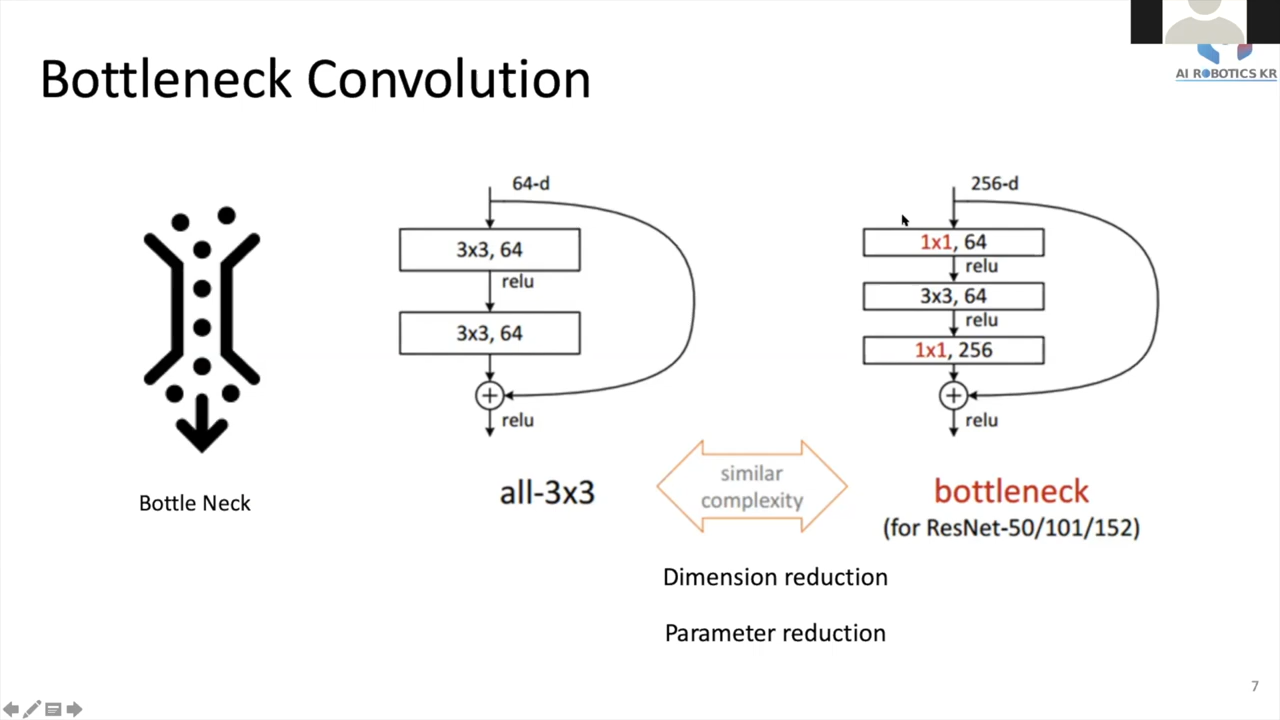 AI ROBOTICS KR
Bottleneck Convolution
64-d
3x3, 64
relu
3x3, 64
+
relu
all-3x3
256-d
1x1, 64
relu
3x3, 64
relu
1x1, 256
+
relu
bottleneck
(for ResNet-50/101/152)
similar
complexity
Bottle Neck
Dimension reduction
Parameter reduction
7